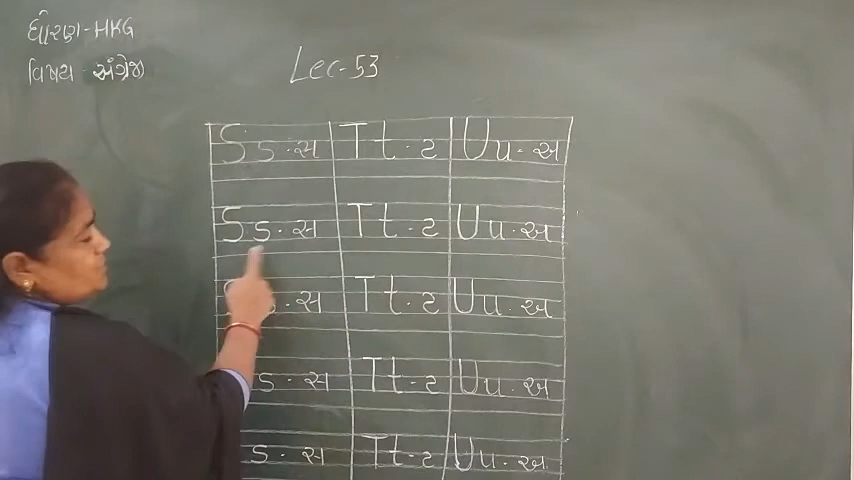 ધોરણ-HKG
વિષય - અંગ્રેજી
Lec-53
Ss.સ Tt.ટ Uu.અ
Ss.સ Tt.ટ Uu.અ
s.સ Tt.ટ Uu.અ
s.સ Tt.ટ Uu.અ
s.સ Tt.ટ Uu.અ